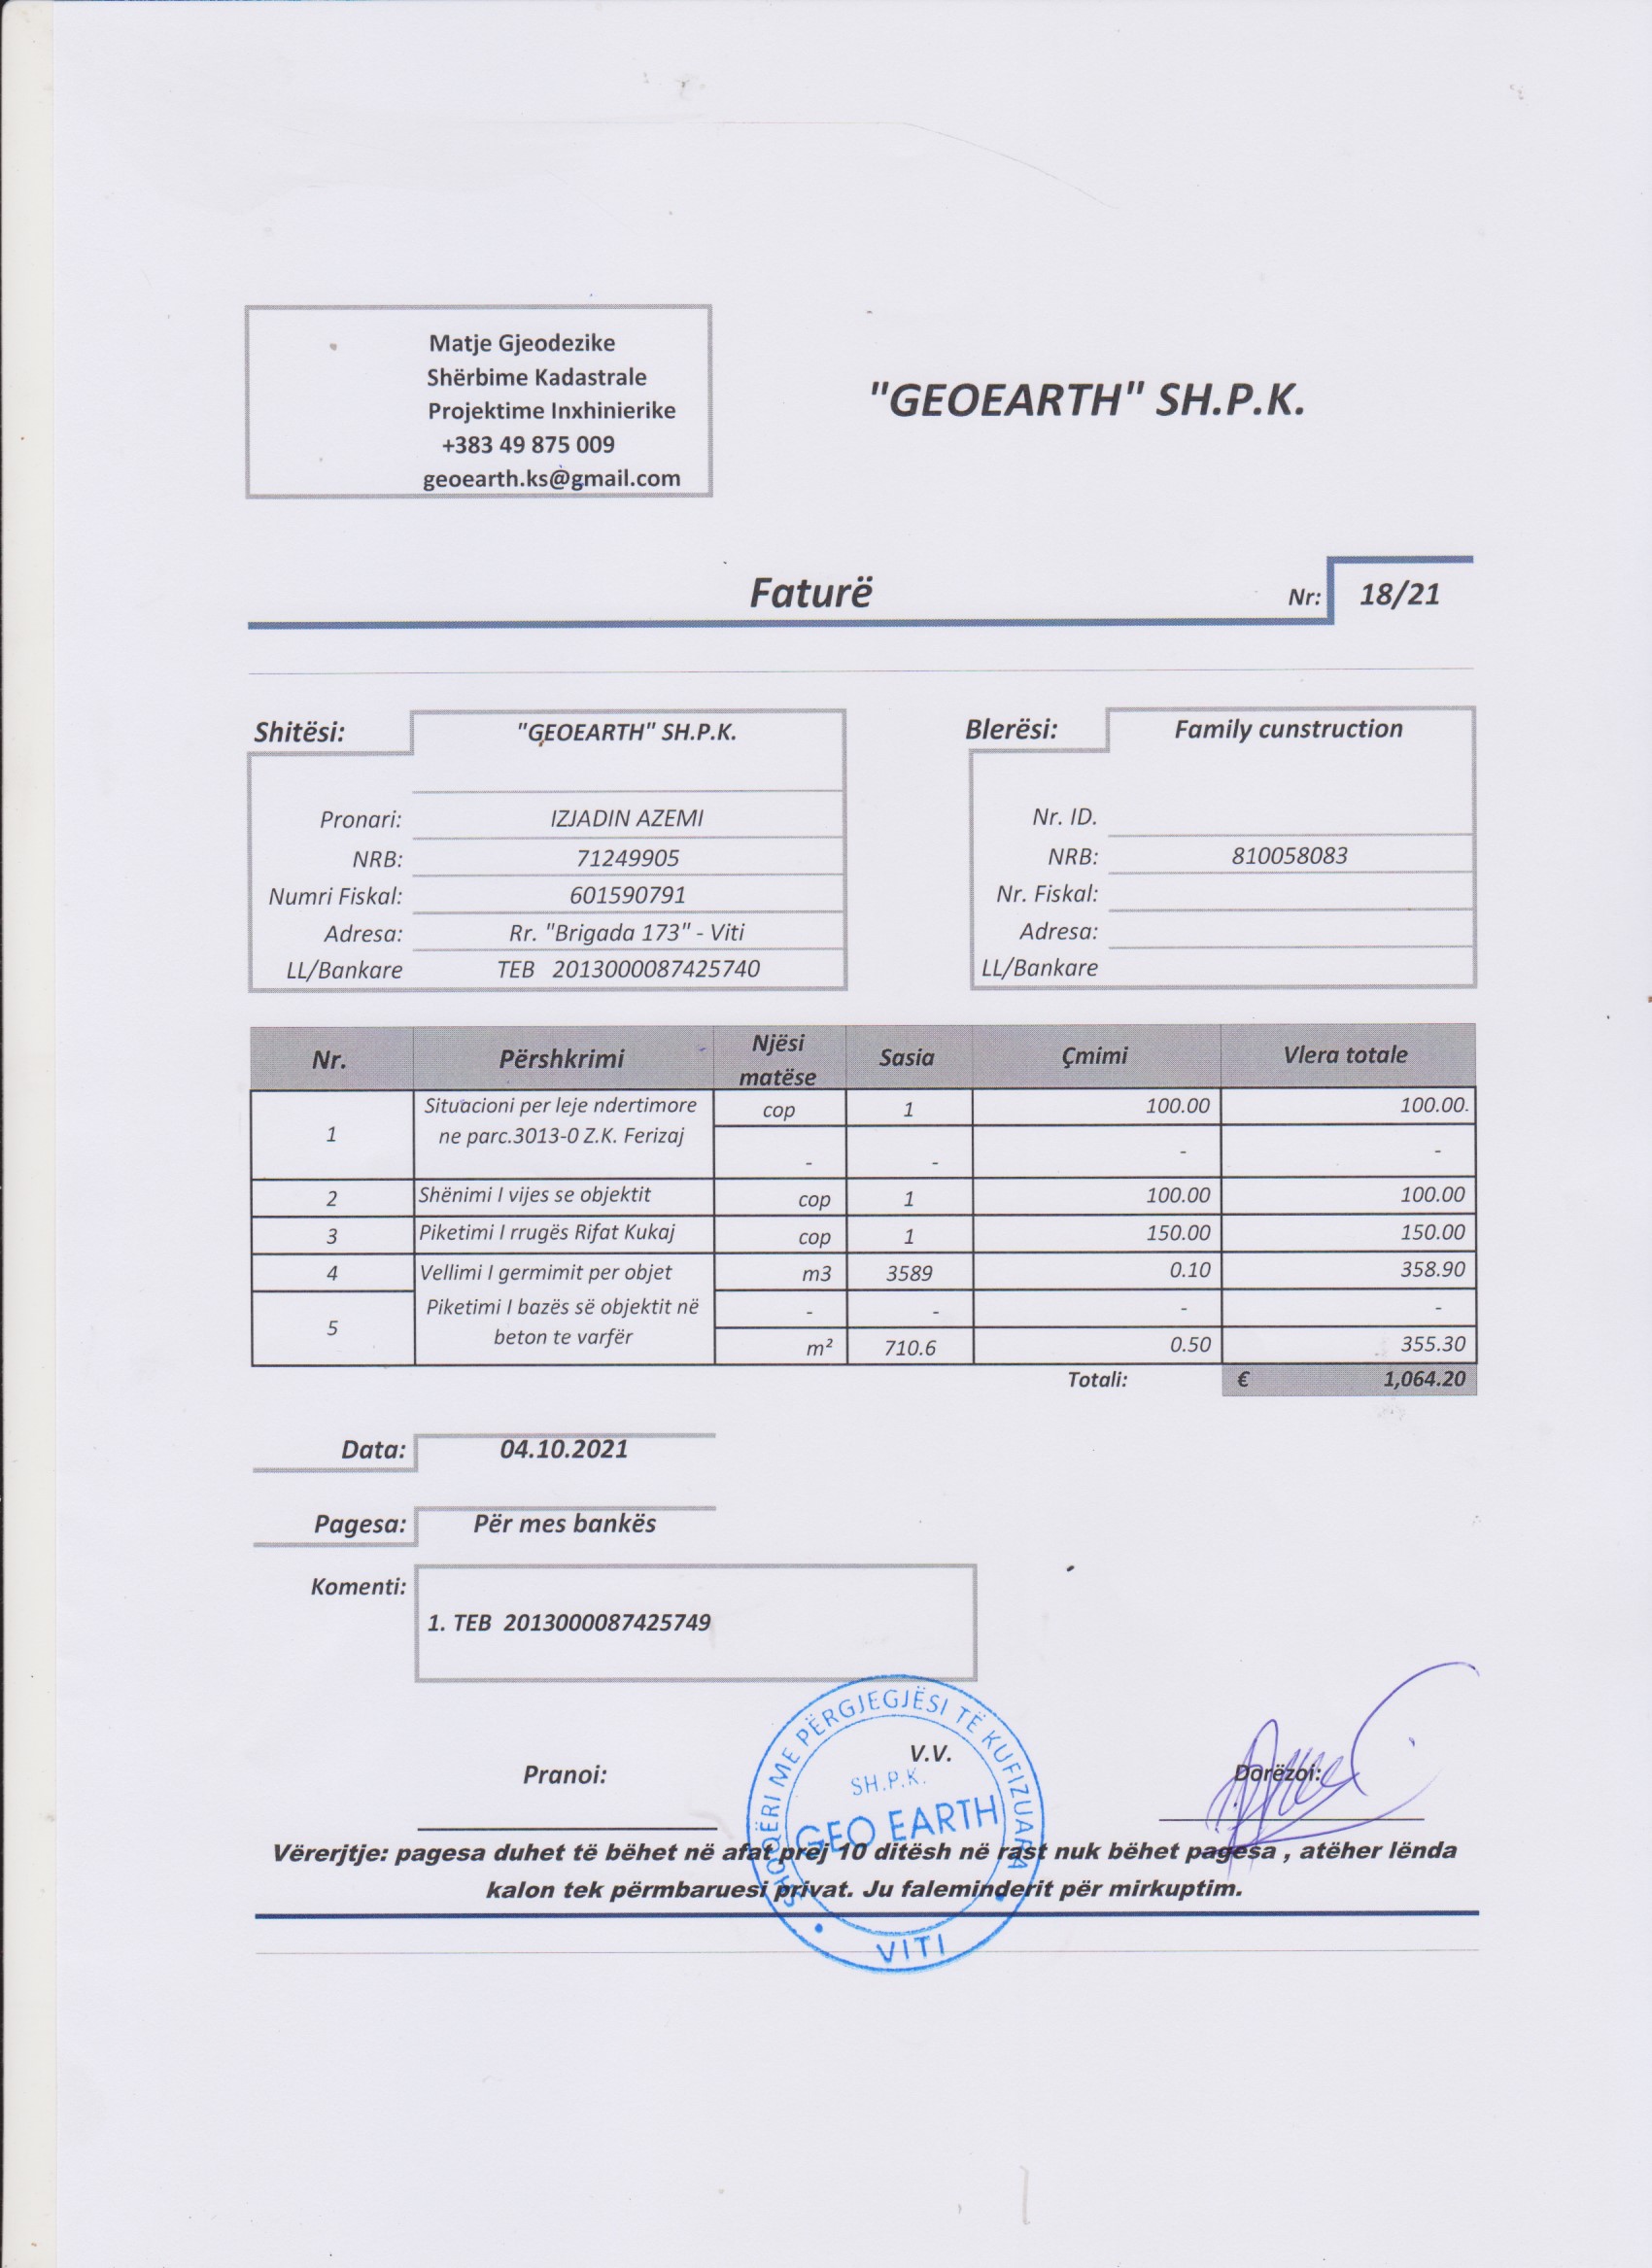 Matje Gjeodezike
Shërbime Kadastrale
Projektime Inxhinierike
+383 49 875 009
geoearth.ks@gmail.com
"GEOEARTH" SH.P.K.
Faturë
Nr: 18/21
Shitësi: "GEOEARTH" SH.P.K.
Pronari: IZJADIN AZEMI
NRB: 71249905
Numri Fiskal: 601590791
Adresa: Rr. "Brigada 173" - Viti
LL/Bankare TEB 2013000087425740
Blerësi: Family cunstruction
Nr. ID.
NRB: 810058083
Nr. Fiskal:
Adresa:
LL/Bankare
Nr. Përshkrimi Njësi matëse Sasia Çmimi Vlera totale
1 Situacioni per leje ndertimore cop 1 100.00 100.00.
ne parc.3013-0 Z.K. Ferizaj
- - - -
2 Shënimi I vijes se objektit cop 1 100.00 100.00
3 Piketimi I rrugës Rifat Kukaj cop 1 150.00 150.00
4 Vellimi I germimit per objet m3 3589 0.10 358.90
5 Piketimi I bazës së objektit në - - - -
beton te varfër m² 710.6 0.50 355.30
Totali: € 1,064.20
Data: 04.10.2021
Pagesa: Për mes bankës
Komenti:
1. TEB 2013000087425749
Pranoi:
V.V.
Dorëzoi:
SHOQËRI ME PËRGJEGJËSI TË KUFIZUARA
SH.P.K.
GEO EARTH
VITI
Vërerjtje: pagesa duhet të bëhet në afat prej 10 ditësh në rast nuk bëhet pagesa , atëher lënda
kalon tek përmbaruesi privat. Ju faleminderit për mirkuptim.